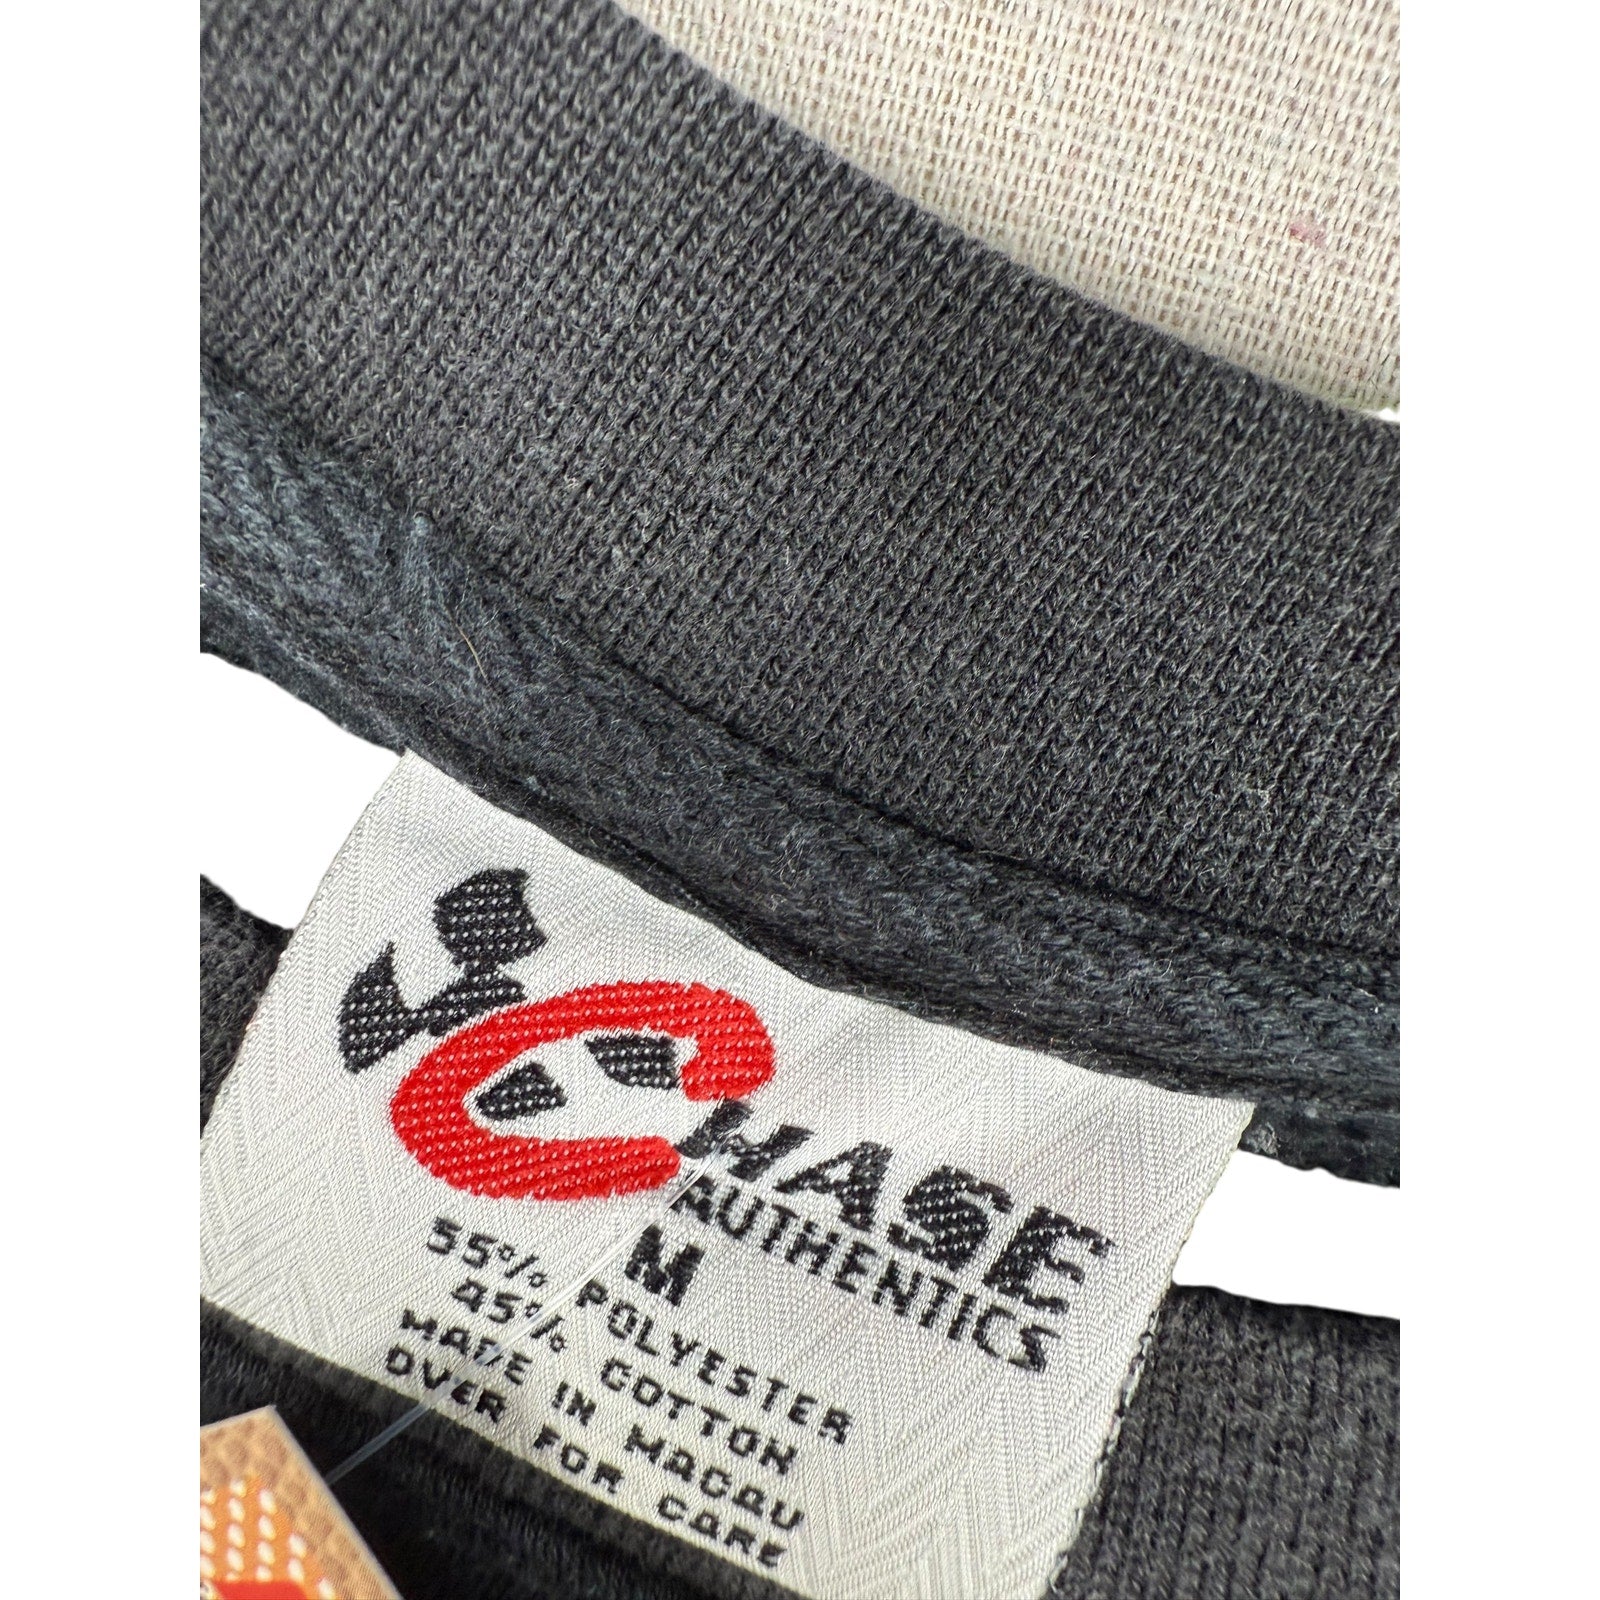 CHASE
AUTHENTICS
M
55% POLYESTER
45% COTTON
MADE IN MACAU
OVER FOR CARE